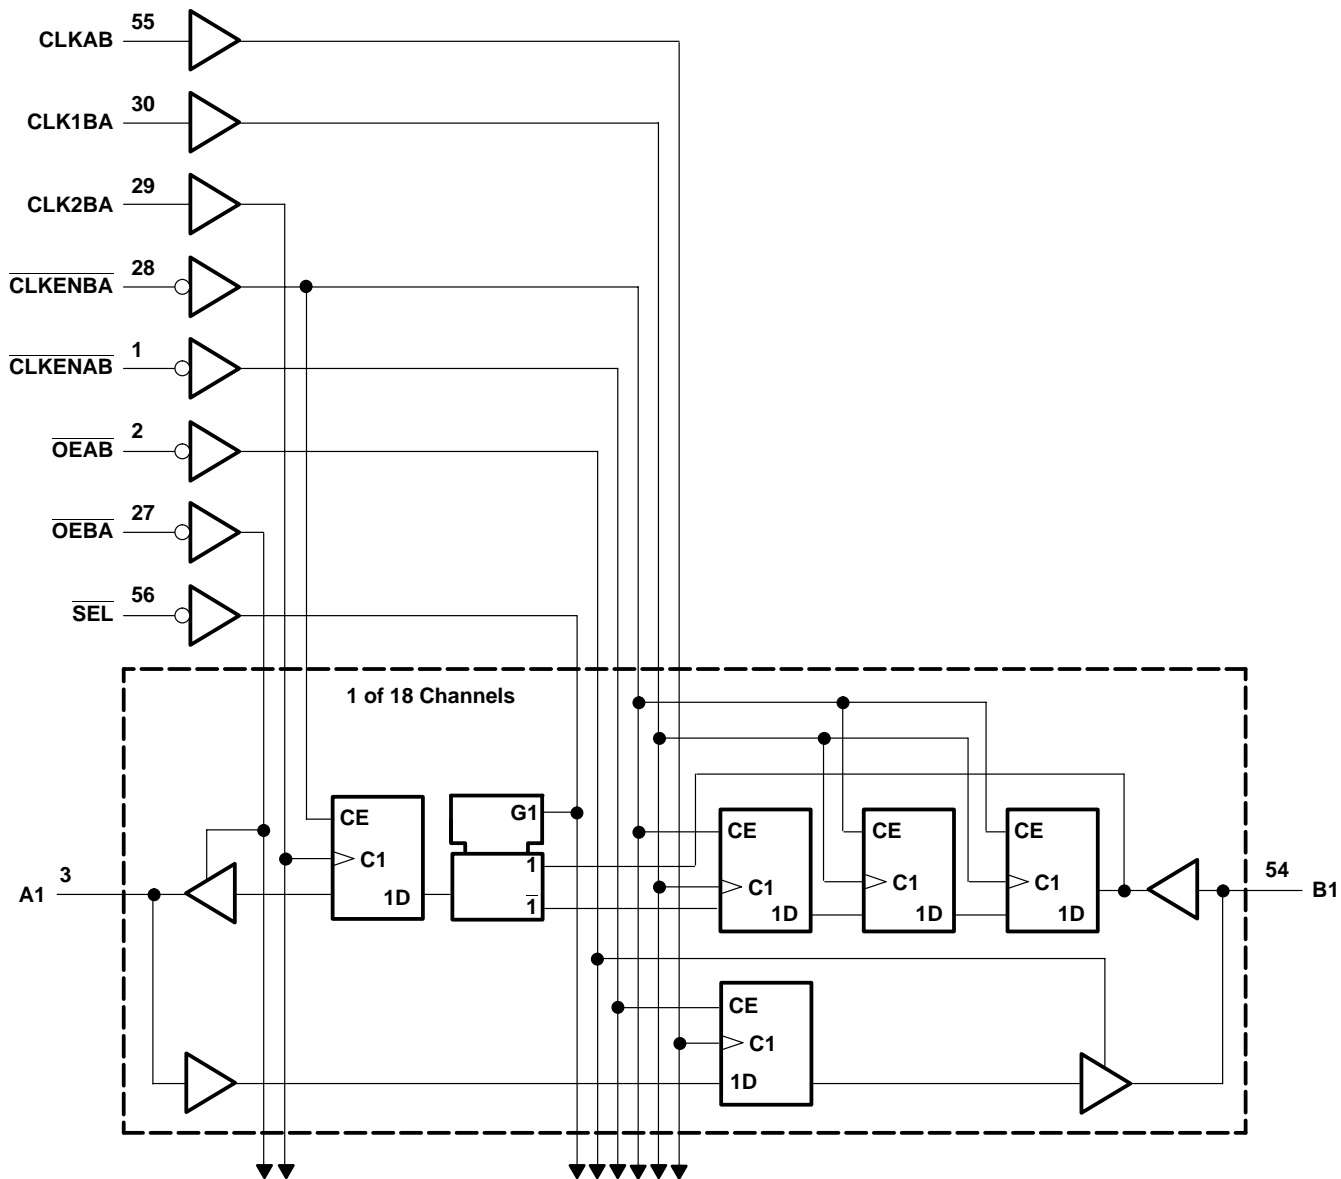 CLKAB 55
CLK1BA 30
CLK2BA 29
CLKENBA 28
CLKENAB 1
OEAB 2
OEBA 27
SEL 56
1 of 18 Channels
CE
C1
1D
G1
1
1
CE
C1
1D
CE
C1
1D
CE
C1
1D
A1 3
54 B1
CE
C1
1D